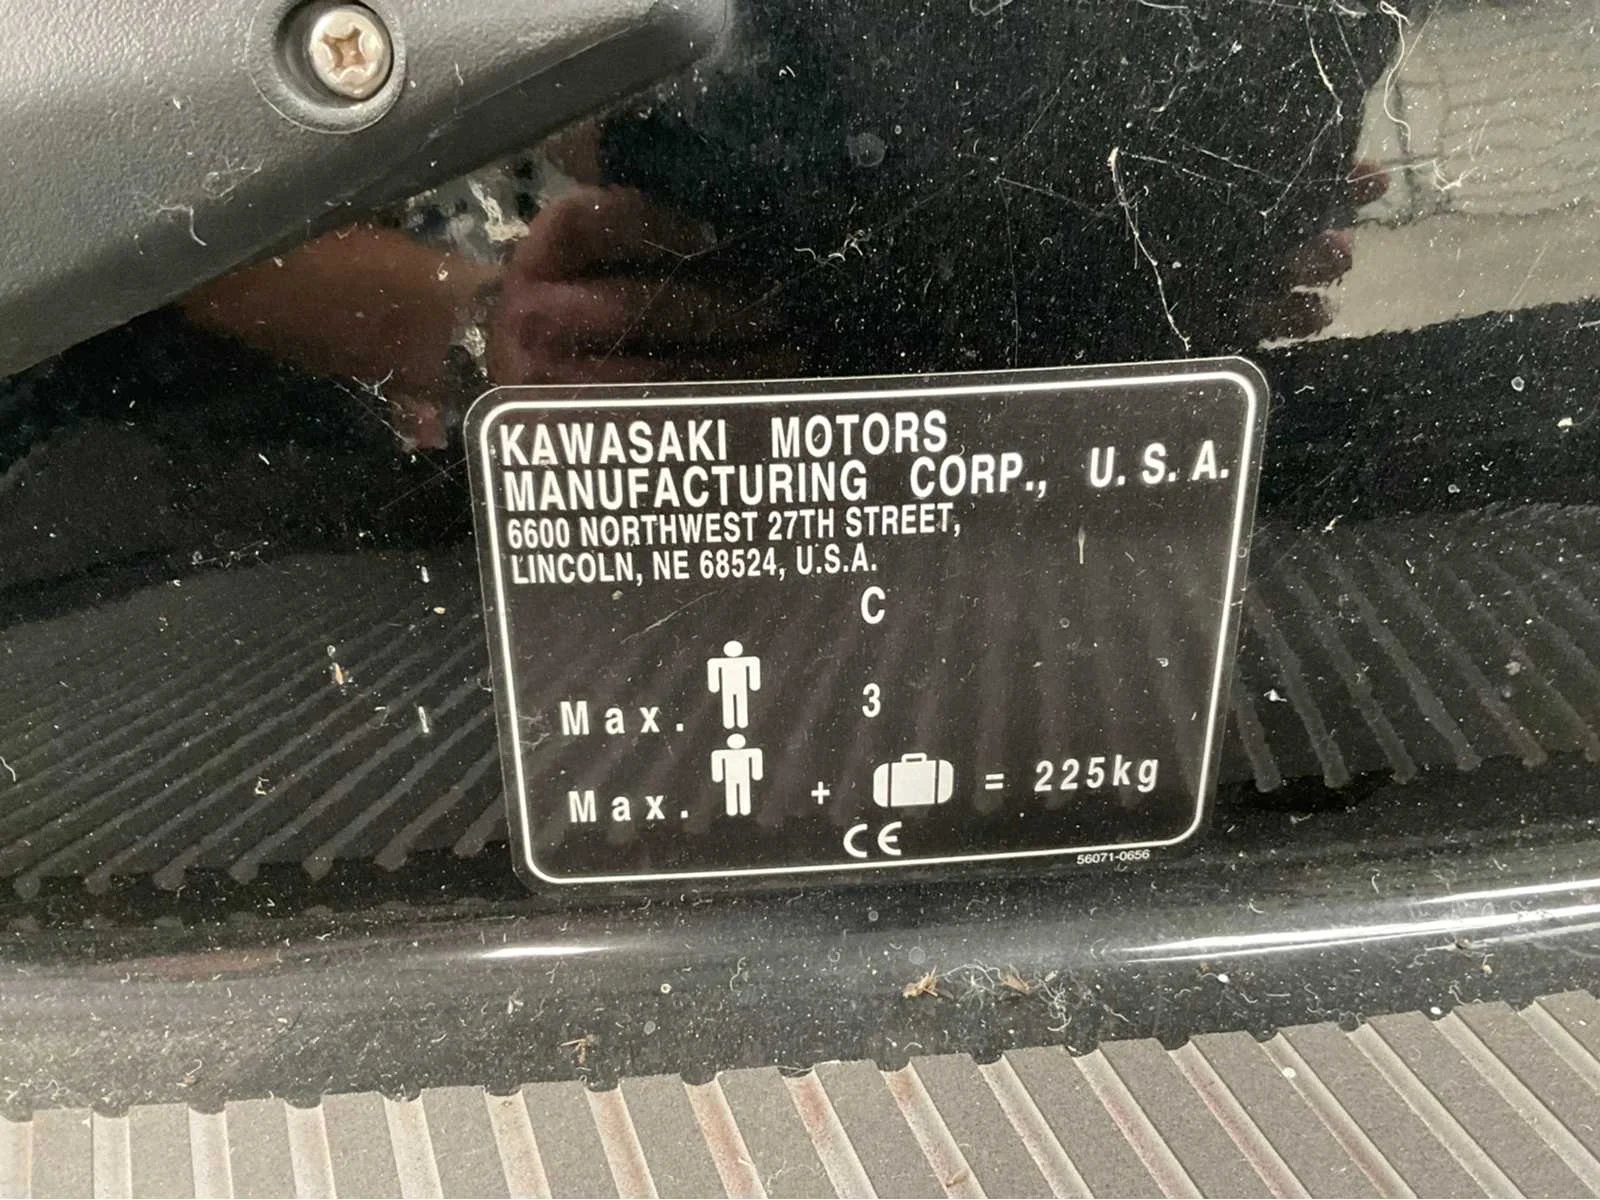 KAWASAKI MOTORS
MANUFACTURING CORP., U.S.A.
6600 NORTHWEST 27TH STREET,
LINCOLN, NE 68524, U.S.A.
C
Max. 3
Max. + = 225kg
CE
56071-0656